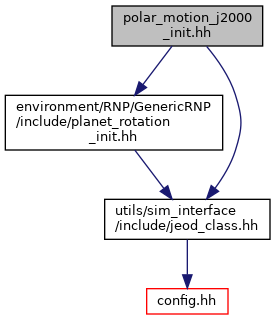 polar_motion_j2000
_init.hh
environment/RNP/GenericRNP
/include/planet_rotation
_init.hh
utils/sim_interface
/include/jeod_class.hh
config.hh